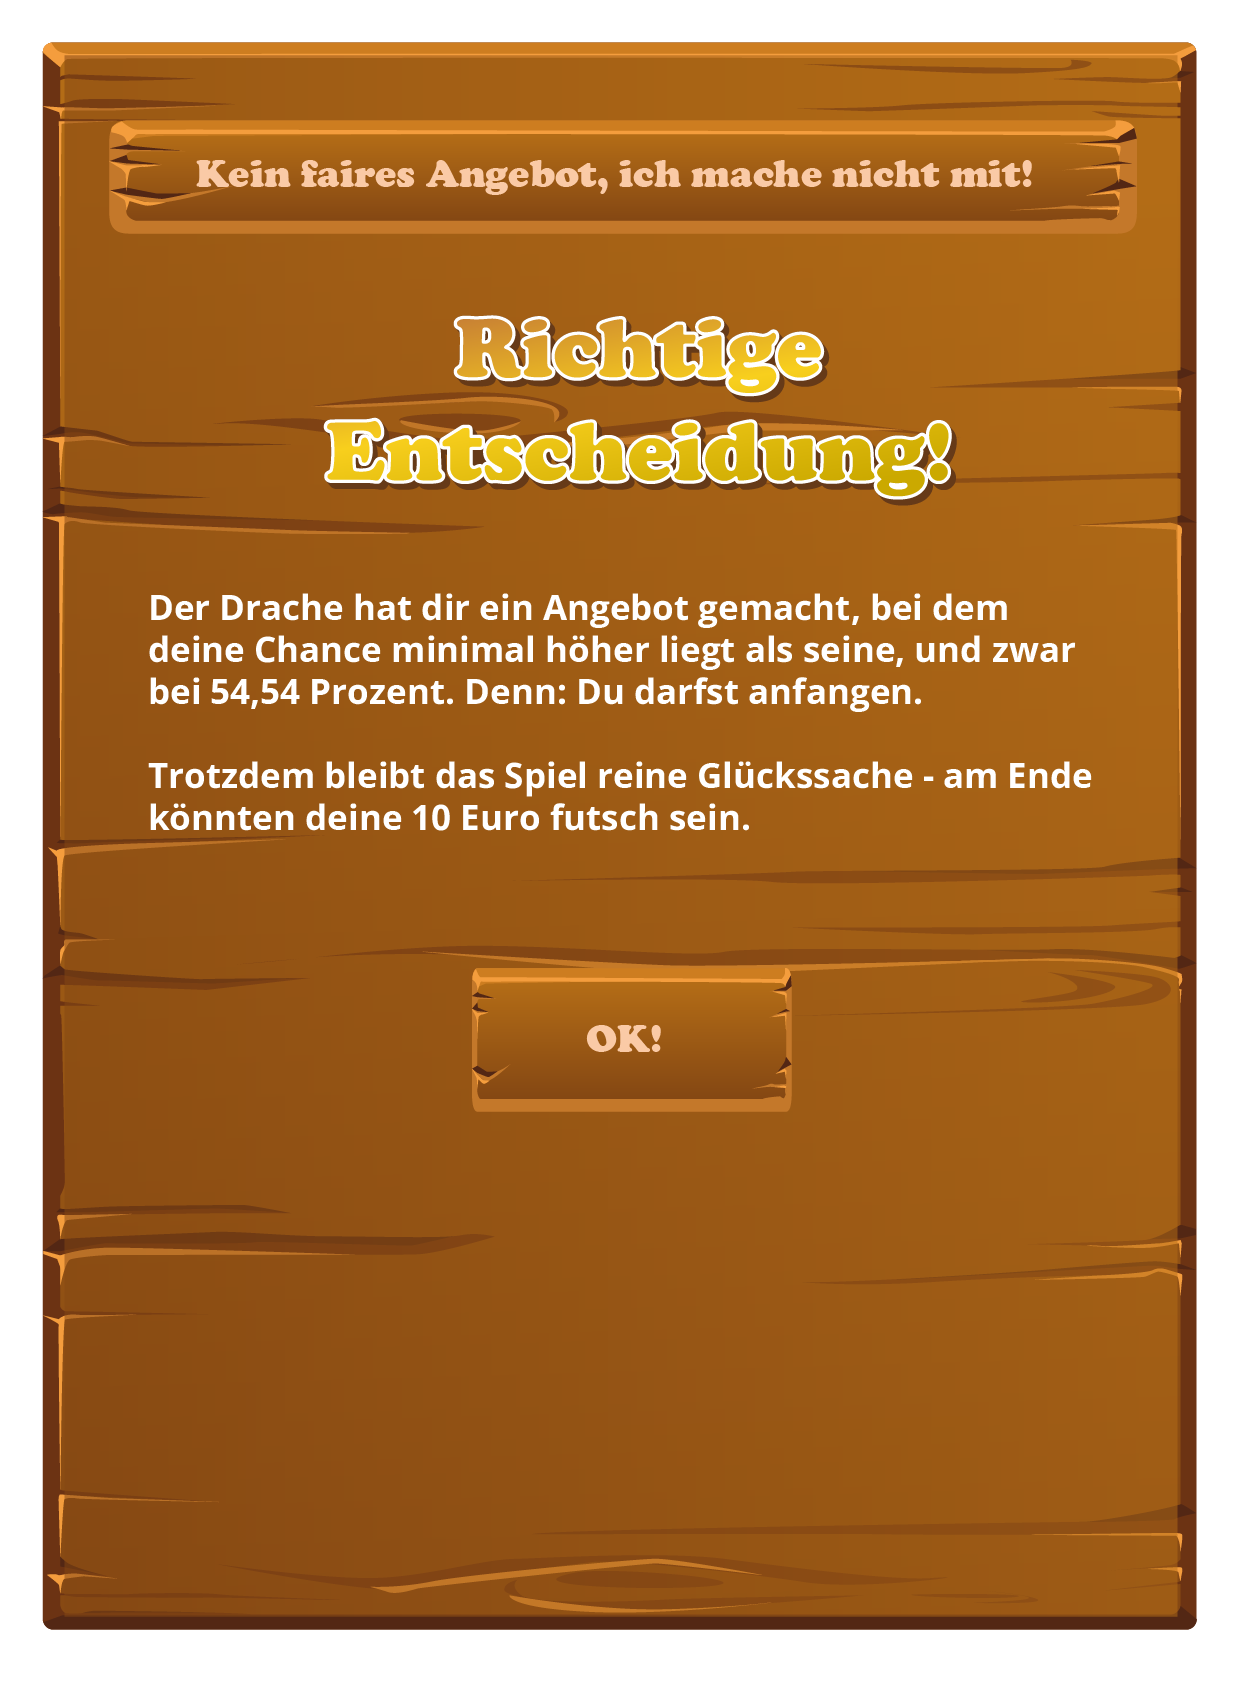 Kein faires Angebot, ich mache nicht mit!
Richtige
Entscheidung!
Der Drache hat dir ein Angebot gemacht, bei dem
deine Chance minimal höher liegt als seine, und zwar
bei 54,54 Prozent. Denn: Du darfst anfangen.
Trotzdem bleibt das Spiel reine Glückssache - am Ende
könnten deine 10 Euro futsch sein.
OK!